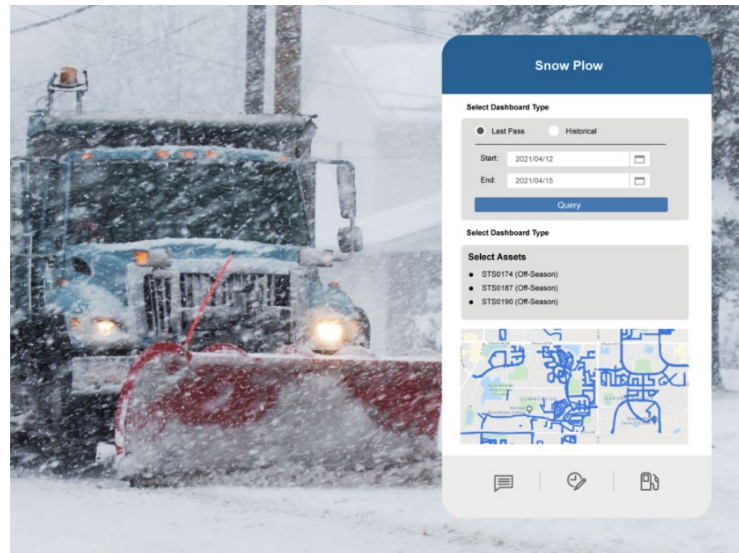 Snow Plow
Select Dashboard Type
Last Pass
Historical
Start:
2021/04/12
End:
2021/04/15
Query
Select Dashboard Type
Select Assets
STS0174 (Off-Season)
STS0187 (Off-Season)
STS0190 (Off-Season)